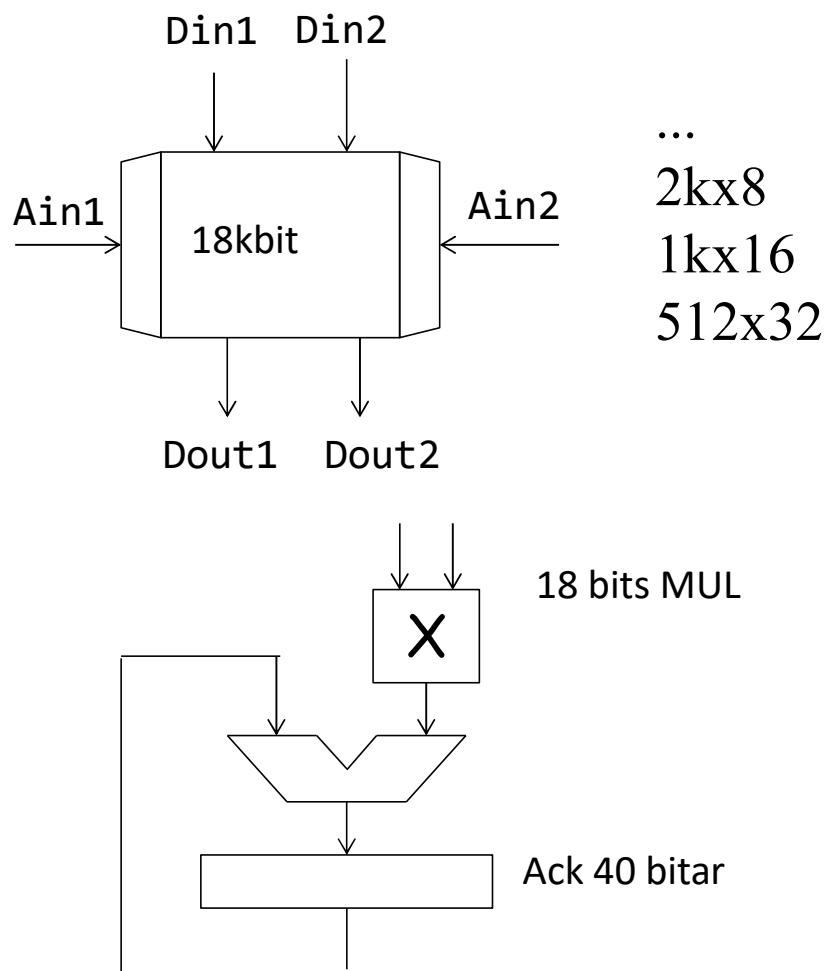 Din1 Din2
...
2kx8
Ain1
18kbit
Ain2
1kx16
512x32
Dout1 Dout2
18 bits MUL
X
Ack 40 bitar